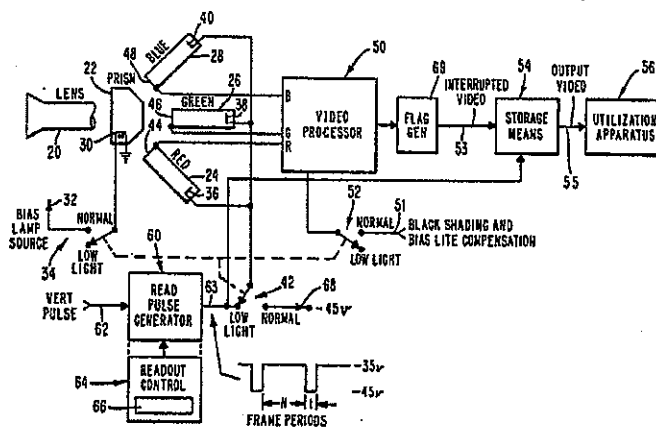 40
BLUE
28
48
50
22
PRISM
LENS
26
GREEN
46
38
B
G
R
VIDEO
PROCESSOR
69
FLAG
GEN
INTERRUPTED
VIDEO
53
54
STORAGE
MEANS
OUTPUT
VIDEO
55
56
UTILIZATION
APPARATUS
20
30
44
RED
24
36
32
BIAS
LAMP
SOURCE
NORMAL
34
LOW
LIGHT
52
NORMAL
51
BLACK SHADING AND
BIAS LITE COMPENSATION
LOW LIGHT
60
VERT
PULSE
62
READ
PULSE
GENERATOR
63
42
LOW
LIGHT
NORMAL
68
-45v
64
READOUT
CONTROL
66
-35v
-45v
N
t
FRAME PERIODS